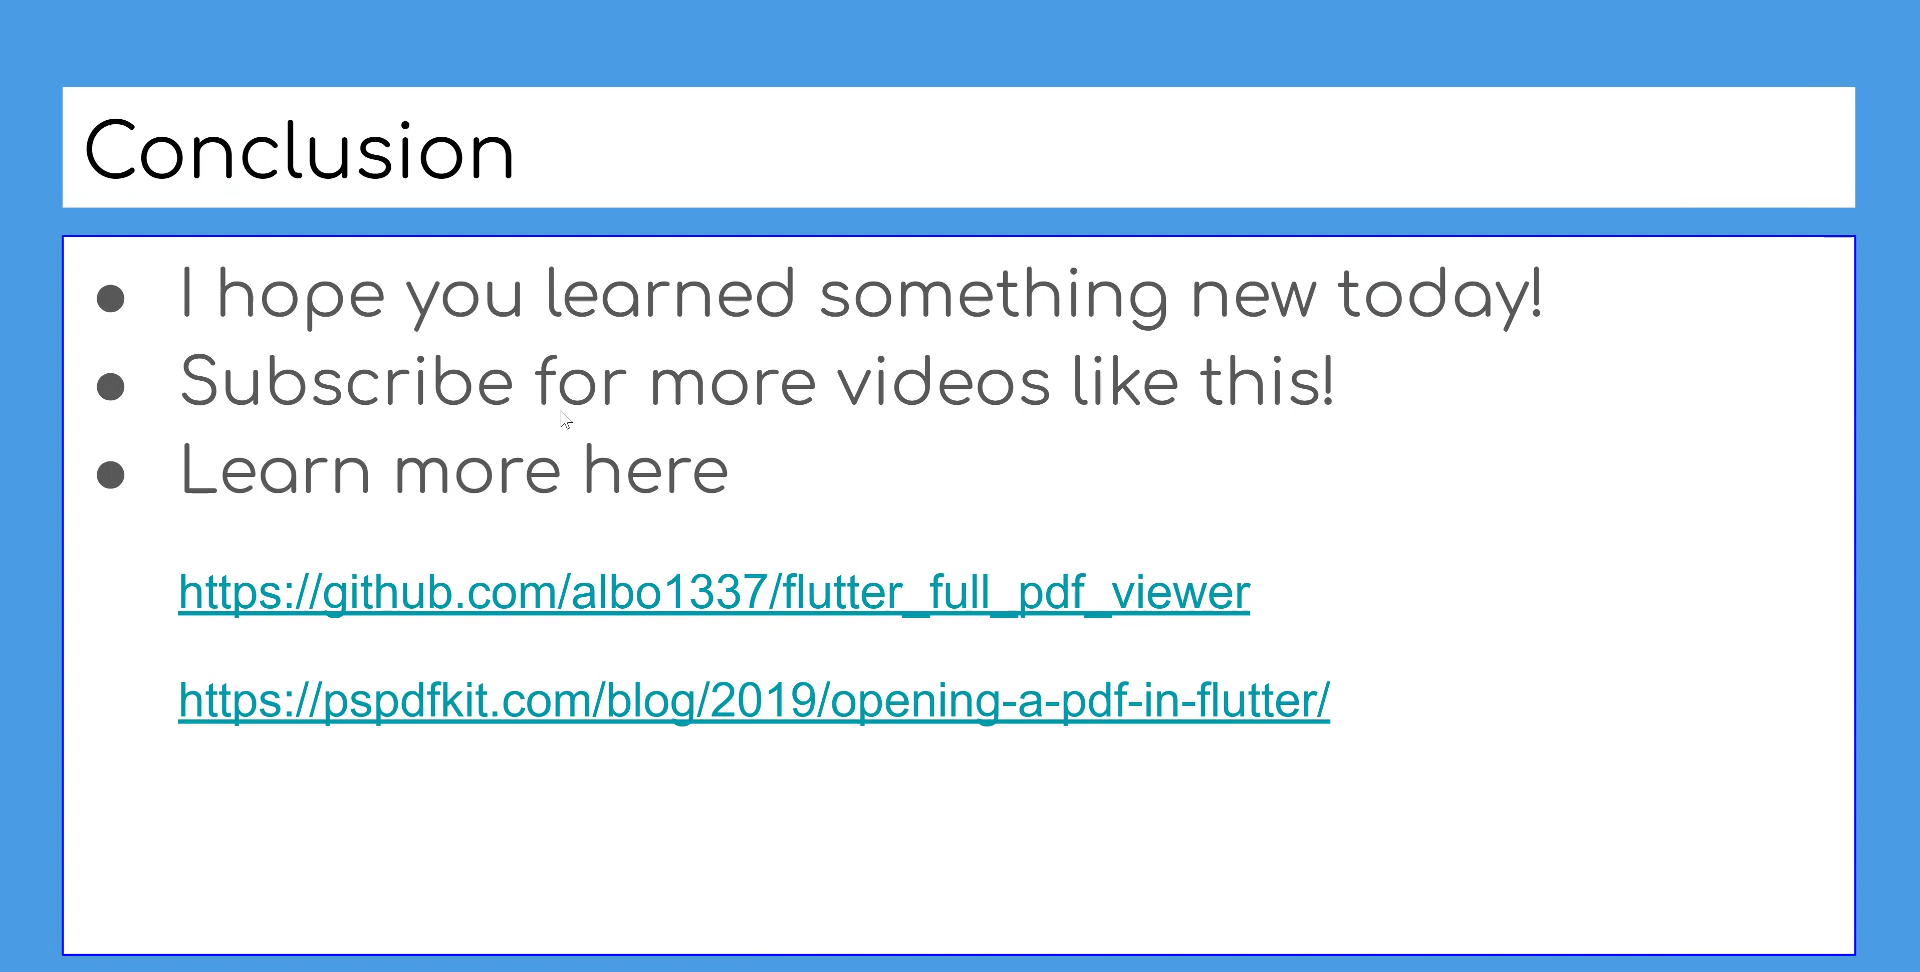 Conclusion
● I hope you learned something new today!
● Subscribe for more videos like this!
● Learn more here
https://github.com/albo1337/flutter_full_pdf_viewer
https://pspdfkit.com/blog/2019/opening-a-pdf-in-flutter/